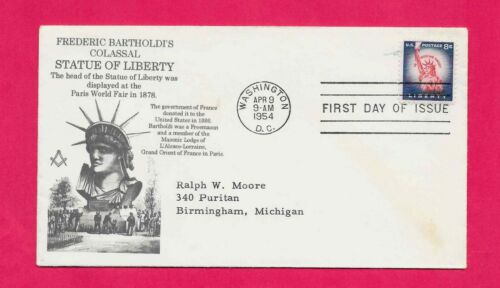 FREDERIC BARTHOLDI'S
COLASSAL
STATUE OF LIBERTY
The head of the Statue of Liberty was
displayed at the
Paris World Fair in 1878.
The government of France
donated it to the
United States in 1886.
Bartholdi was a Freemason
and a member of the
Masonic Lodge of
L'Alsace-Lorraine,
Grand Orient of France in Paris.
WASHINGTON
APR 9
9-AM
1954
D.C.
U.S. POSTAGE 8¢
LIBERTY
FIRST DAY OF ISSUE
Ralph W. Moore
340 Puritan
Birmingham, Michigan